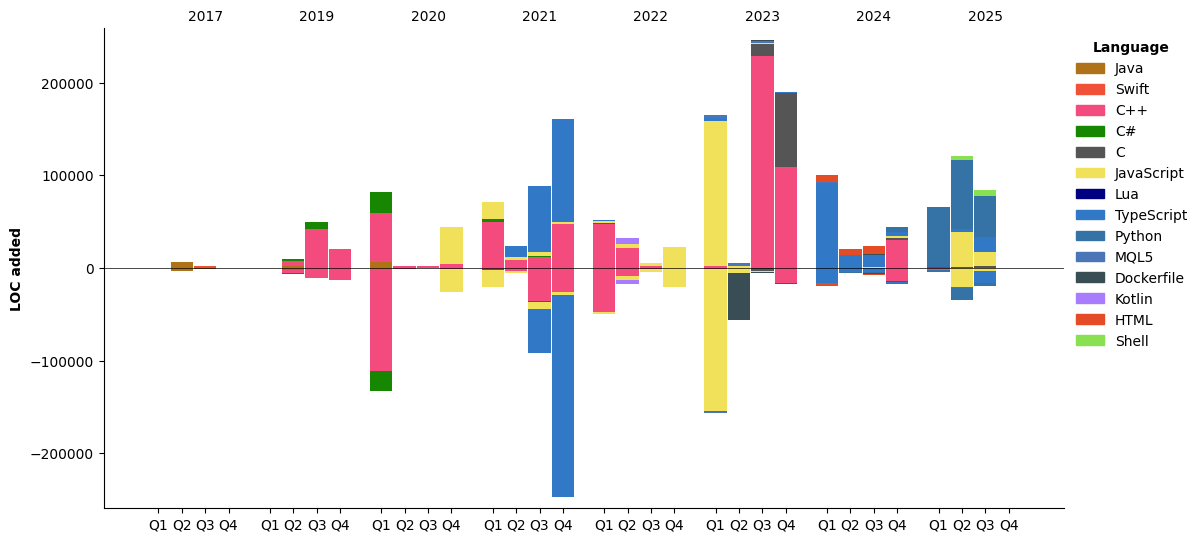 2017 2019 2020 2021 2022 2023 2024 2025
Language
Java
Swift
C++
C#
C
JavaScript
Lua
TypeScript
Python
MQL5
Dockerfile
Kotlin
HTML
Shell
LOC added
200000
100000
0
−100000
−200000
Q1 Q2 Q3 Q4 Q1 Q2 Q3 Q4 Q1 Q2 Q3 Q4 Q1 Q2 Q3 Q4 Q1 Q2 Q3 Q4 Q1 Q2 Q3 Q4 Q1 Q2 Q3 Q4 Q1 Q2 Q3 Q4